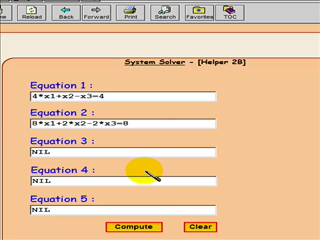 Reload Back Forward Print Search Favorites TOC
System Solver - [Helper 2B]
Equation 1 :
4*x1+x2-x3=4
Equation 2 :
8*x1+2*x2-2*x3=8
Equation 3 :
NIL
Equation 4 :
NIL
Equation 5 :
NIL
Compute Clear